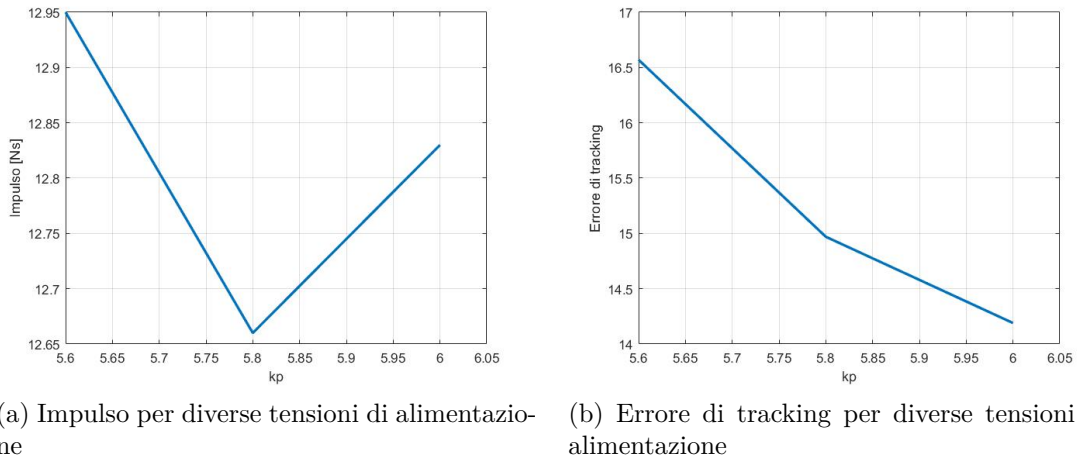 12.95
12.9
12.85
12.8
12.75
12.7
12.65
Impulso [Ns]
5.6 5.65 5.7 5.75 5.8 5.85 5.9 5.95 6 6.05
kp
(a) Impulso per diverse tensioni di alimentazio-
ne
17
16.5
16
15.5
15
14.5
14
Errore di tracking
5.6 5.65 5.7 5.75 5.8 5.85 5.9 5.95 6 6.05
kp
(b) Errore di tracking per diverse tensioni
alimentazione